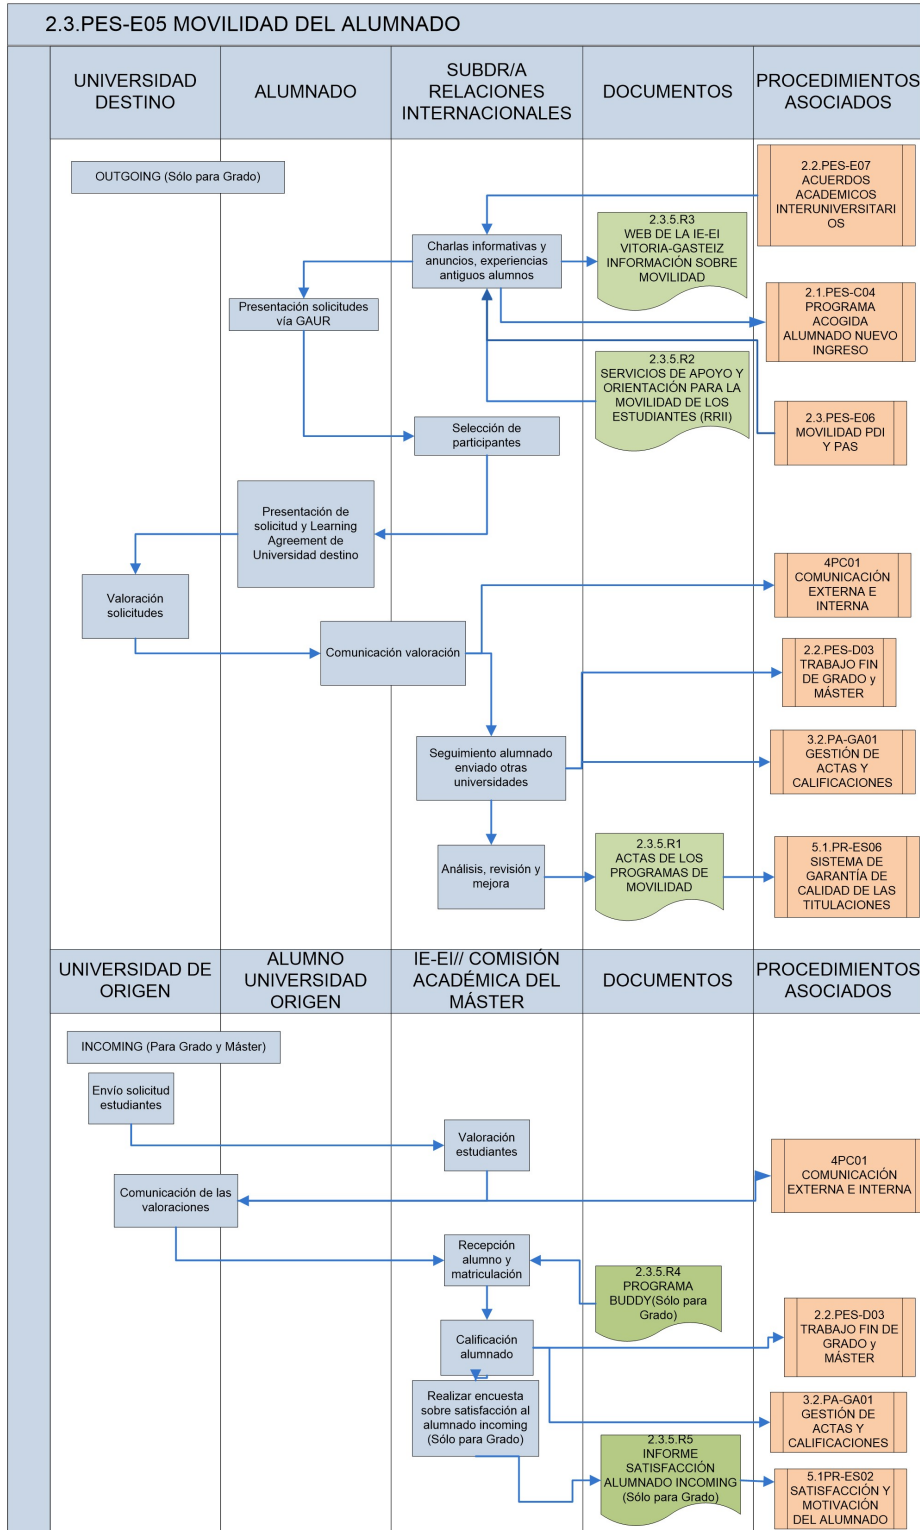 2.3.PES-E05 MOVILIDAD DEL ALUMNADO
UNIVERSIDAD
DESTINO
ALUMNADO
SUBDR/A
RELACIONES
INTERNACIONALES
DOCUMENTOS
PROCEDIMIENTOS
ASOCIADOS
OUTGOING (Sólo para Grado)
2.2.PES-E07
ACUERDOS
ACADEMICOS
INTERUNIVERSITARI
OS
Charlas informativas y
anuncios, experiencias
antiguos alumnos
2.3.5.R3
WEB DE LA IE-EI
VITORIA-GASTEIZ
INFORMACIÓN SOBRE
MOVILIDAD
Presentación solicitudes
vía GAUR
2.1.PES-C04
PROGRAMA
ACOGIDA
ALUMNADO NUEVO
INGRESO
2.3.5.R2
SERVICIOS DE APOYO Y
ORIENTACIÓN PARA LA
MOVILIDAD DE LOS
ESTUDIANTES (RRII)
Selección de
participantes
2.3.PES-E06
MOVILIDAD PDI
Y PAS
Presentación de
solicitud y Learning
Agreement de
Universidad destino
Valoración
solicitudes
4PC01
COMUNICACIÓN
EXTERNA E
INTERNA
Comunicación valoración
2.2.PES-D03
TRABAJO FIN
DE GRADO y
MÁSTER
Seguimiento alumnado
enviado otras
universidades
3.2.PA-GA01
GESTIÓN DE
ACTAS Y
CALIFICACIONES
Análisis, revisión y
mejora
2.3.5.R1
ACTAS DE LOS
PROGRAMAS DE
MOVILIDAD
5.1.PR-ES06
SISTEMA DE
GARANTÍA DE
CALIDAD DE LAS
TITULACIONES
UNIVERSIDAD DE
ORIGEN
ALUMNO
UNIVERSIDAD
ORIGEN
IE-EI// COMISIÓN
ACADÉMICA DEL
MÁSTER
DOCUMENTOS
PROCEDIMIENTOS
ASOCIADOS
INCOMING (Para Grado y Máster)
Envío solicitud
estudiantes
Valoración
estudiantes
4PC01
COMUNICACIÓN
EXTERNA E INTERNA
Comunicación de las
valoraciones
Recepción
alumno y
matriculación
2.3.5.R4
PROGRAMA
BUDDY(Sólo para
Grado)
Calificación
alumnado
2.2.PES-D03
TRABAJO FIN DE
GRADO y
MÁSTER
Realizar encuesta
sobre satisfacción al
alumnado incoming
(Sólo para Grado)
3.2.PA-GA01
GESTIÓN DE
ACTAS Y
CALIFICACIONES
2.3.5.R5
INFORME
SATISFACCIÓN
ALUMNADO INCOMING
(Sólo para Grado)
5.1PR-ES02
SATISFACCIÓN Y
MOTIVACIÓN
DEL ALUMNADO